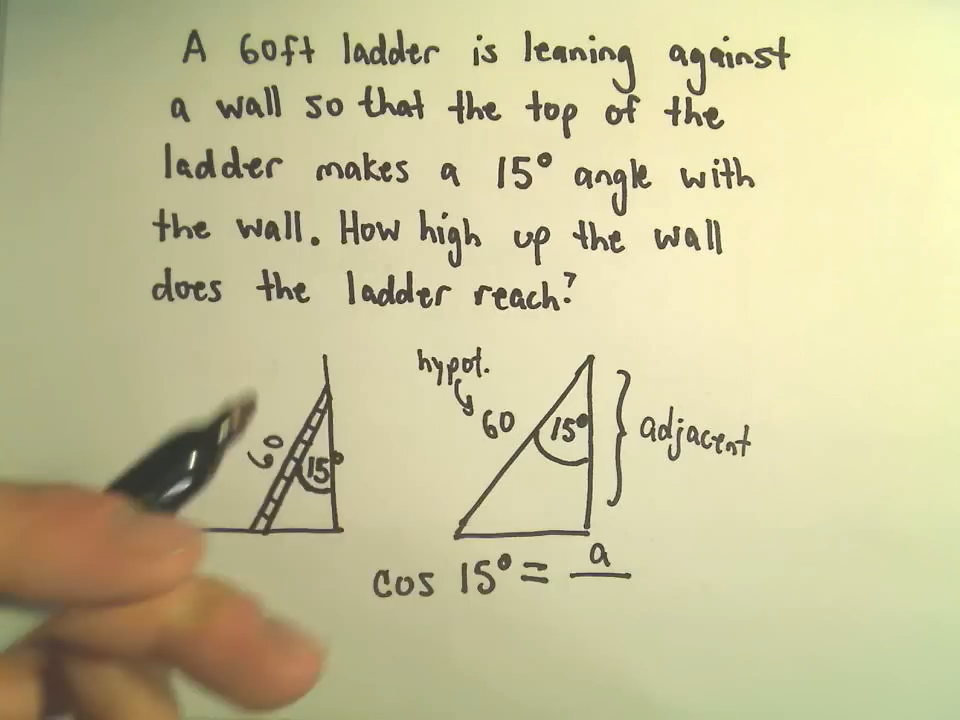 A 60ft ladder is leaning against
a wall so that the top of the
ladder makes a 15° angle with
the wall. How high up the wall
does the ladder reach?
hypot.
60
15°
adjacent
60
15°
cos 15° = a